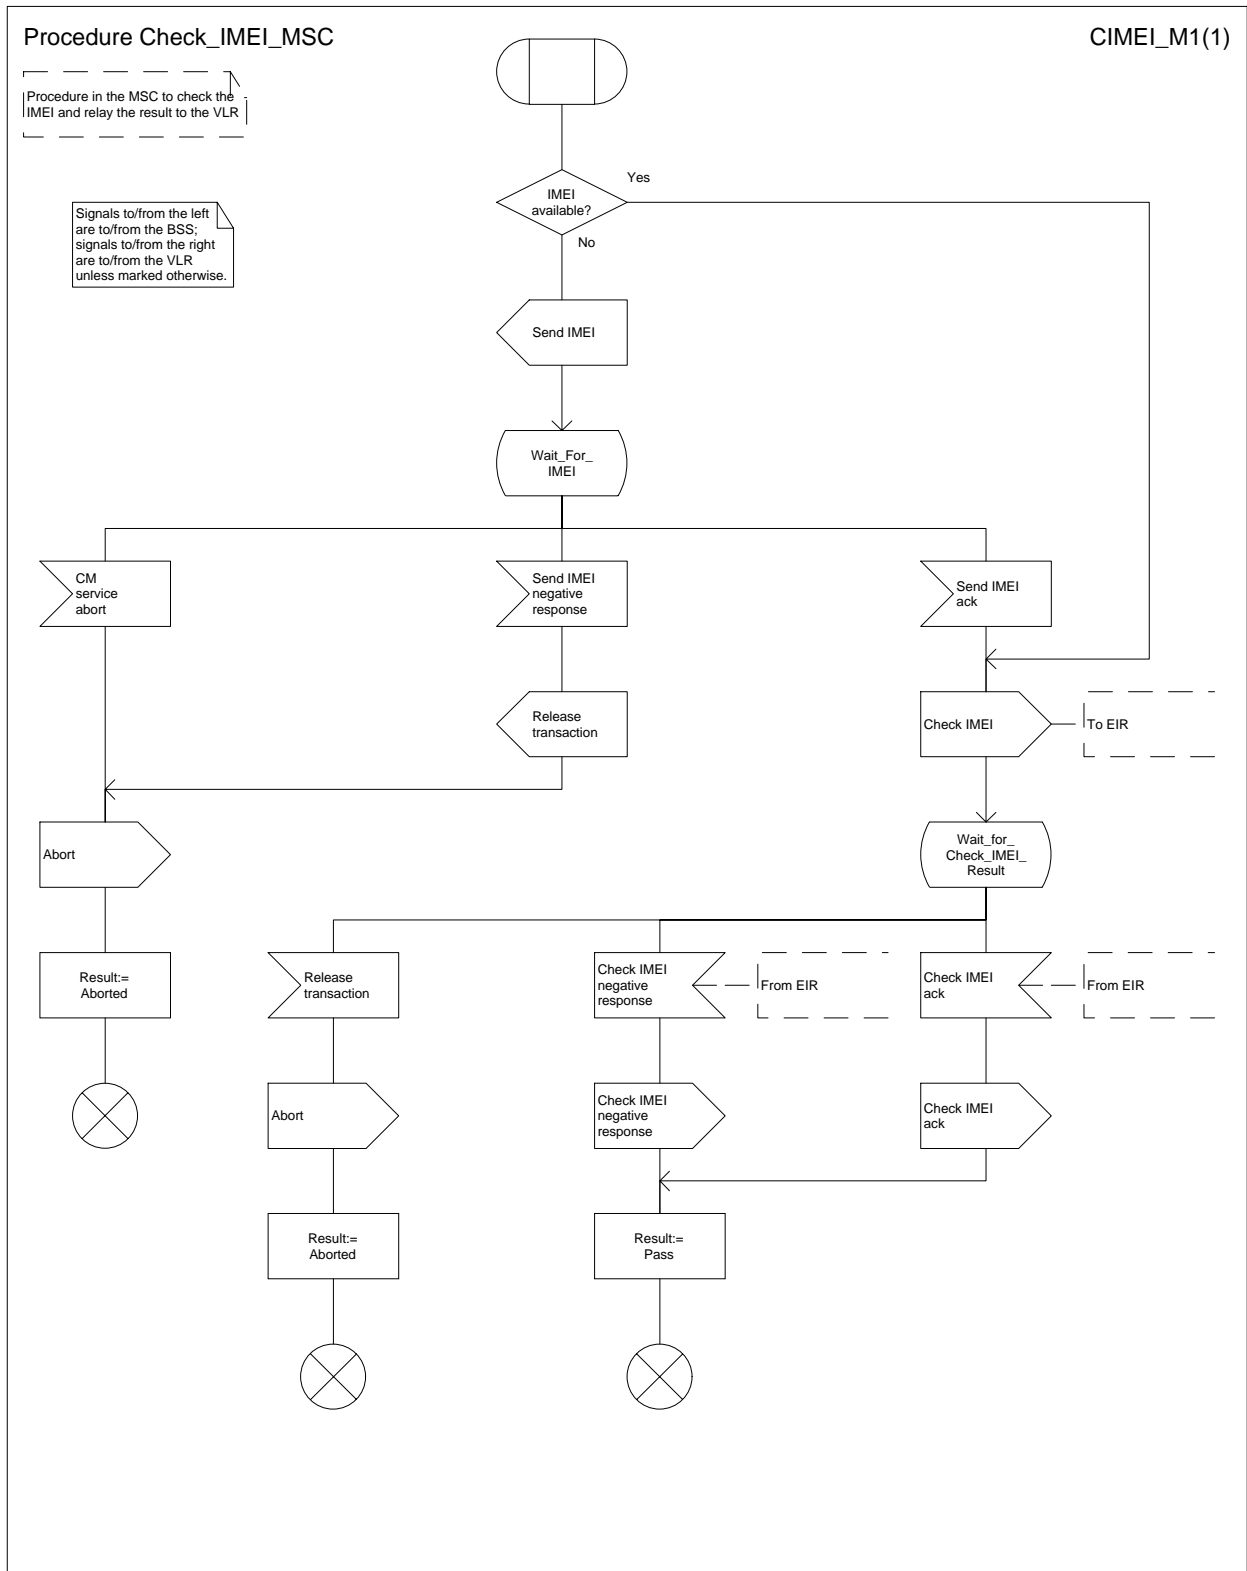 Procedure Check_IMEI_MSC
CIMEI_M1(1)
Procedure in the MSC to check the
IMEI and relay the result to the VLR
Signals to/from the left
are to/from the BSS;
signals to/from the right
are to/from the VLR
unless marked otherwise.
IMEI
available?
Yes
No
Send IMEI
Wait_For_
IMEI
CM
service
abort
Send IMEI
negative
response
Send IMEI
ack
Release
transaction
Check IMEI
To EIR
Abort
Wait_for_
Check_IMEI_
Result
Result:=
Aborted
Release
transaction
Check IMEI
negative
response
From EIR
Check IMEI
ack
From EIR
Abort
Check IMEI
negative
response
Check IMEI
ack
Result:=
Aborted
Result:=
Pass